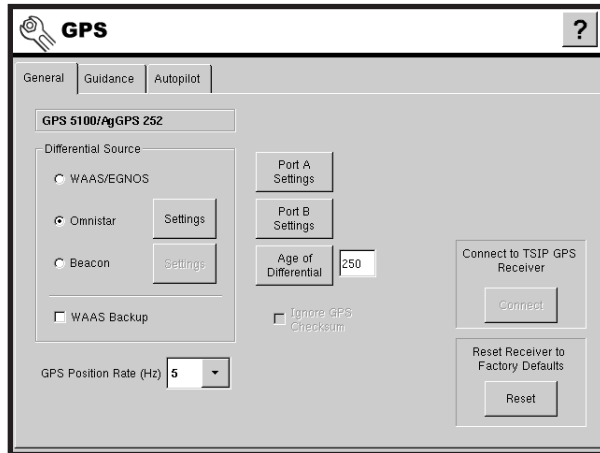 GPS
?
General Guidance Autopilot
GPS 5100/AgGPS 252
Differential Source
WAAS/EGNOS
Omnistar Settings
Beacon Settings
WAAS Backup
GPS Position Rate (Hz) 5
Port A
Settings
Port B
Settings
Age of
Differential 250
Ignore GPS
Checksum
Connect to TSIP GPS
Receiver
Connect
Reset Receiver to
Factory Defaults
Reset